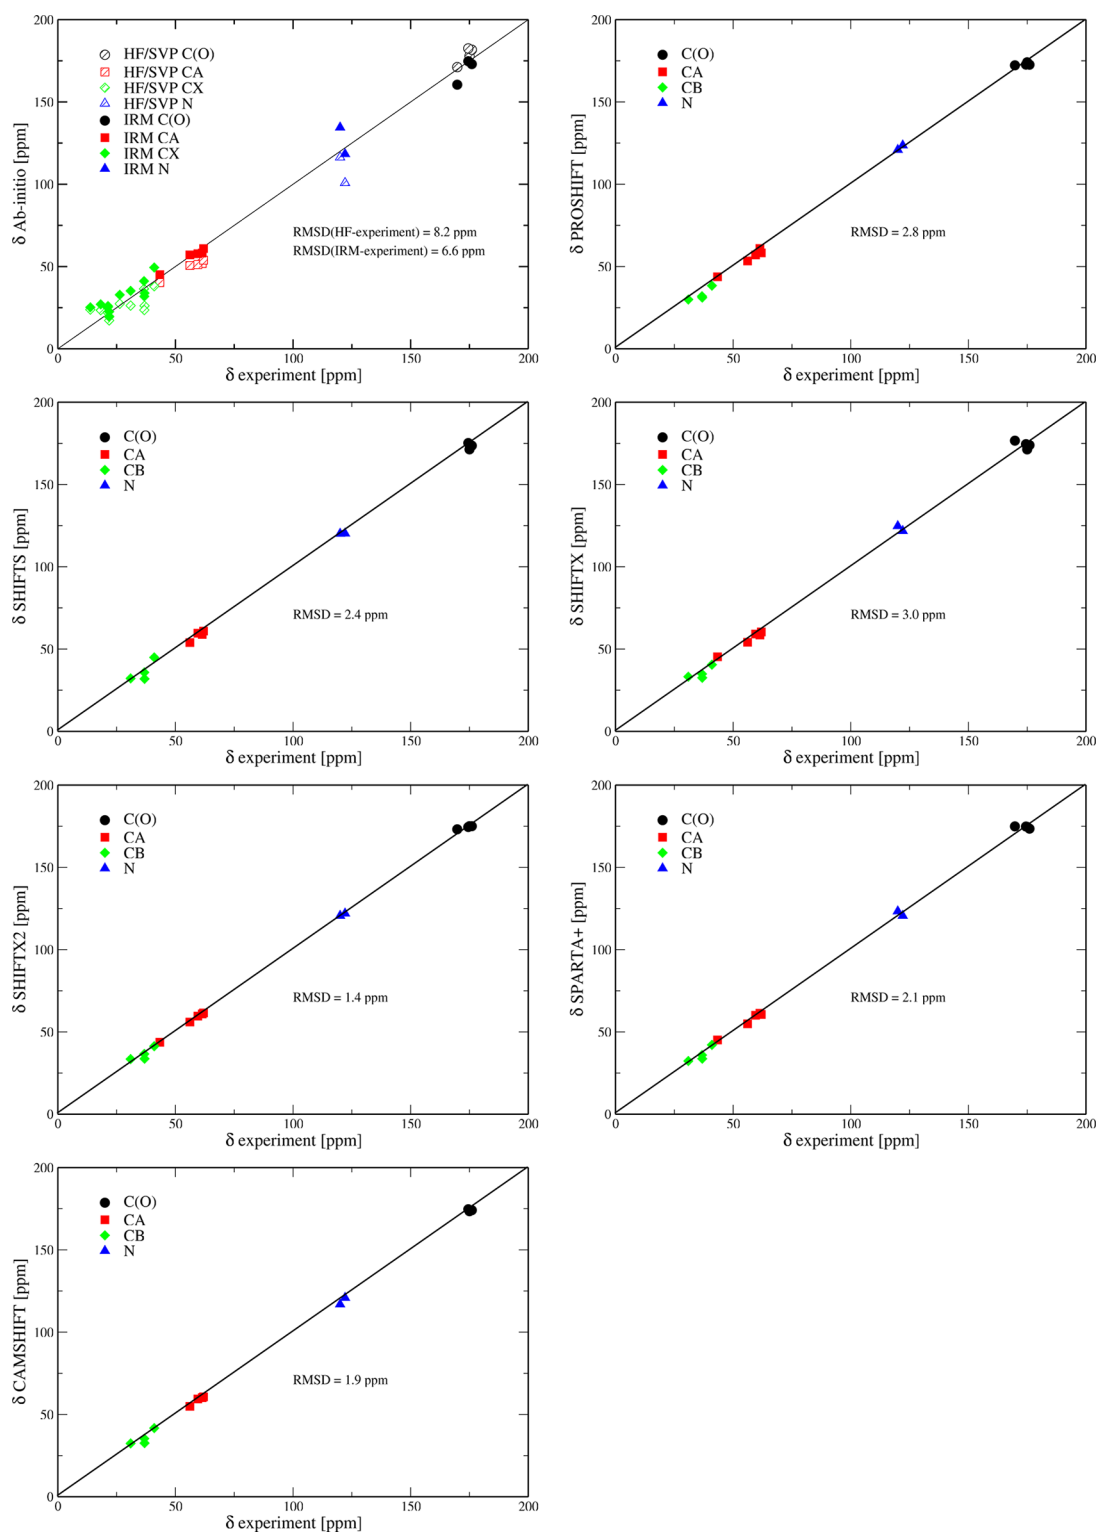 200
150
100
50
0
δ Ab-initio [ppm]
HF/SVP C(O)
HF/SVP CA
HF/SVP CX
HF/SVP N
IRM C(O)
IRM CA
IRM CX
IRM N
RMSD(HF-experiment) = 8.2 ppm
RMSD(IRM-experiment) = 6.6 ppm
0 50 100 150 200
δ experiment [ppm]
200
150
100
50
0
δ PROSHIFT [ppm]
C(O)
CA
CB
N
RMSD = 2.8 ppm
0 50 100 150 200
δ experiment [ppm]
200
150
100
50
0
δ SHIFTS [ppm]
C(O)
CA
CB
N
RMSD = 2.4 ppm
0 50 100 150 200
δ experiment [ppm]
200
150
100
50
0
δ SHIFTX [ppm]
C(O)
CA
CB
N
RMSD = 3.0 ppm
0 50 100 150 200
δ experiment [ppm]
200
150
100
50
0
δ SHIFTX2 [ppm]
C(O)
CA
CB
N
RMSD = 1.4 ppm
0 50 100 150 200
δ experiment [ppm]
200
150
100
50
0
δ SPARTA+ [ppm]
C(O)
CA
CB
N
RMSD = 2.1 ppm
0 50 100 150 200
δ experiment [ppm]
200
150
100
50
0
δ CAMSHIFT [ppm]
C(O)
CA
CB
N
RMSD = 1.9 ppm
0 50 100 150 200
δ experiment [ppm]